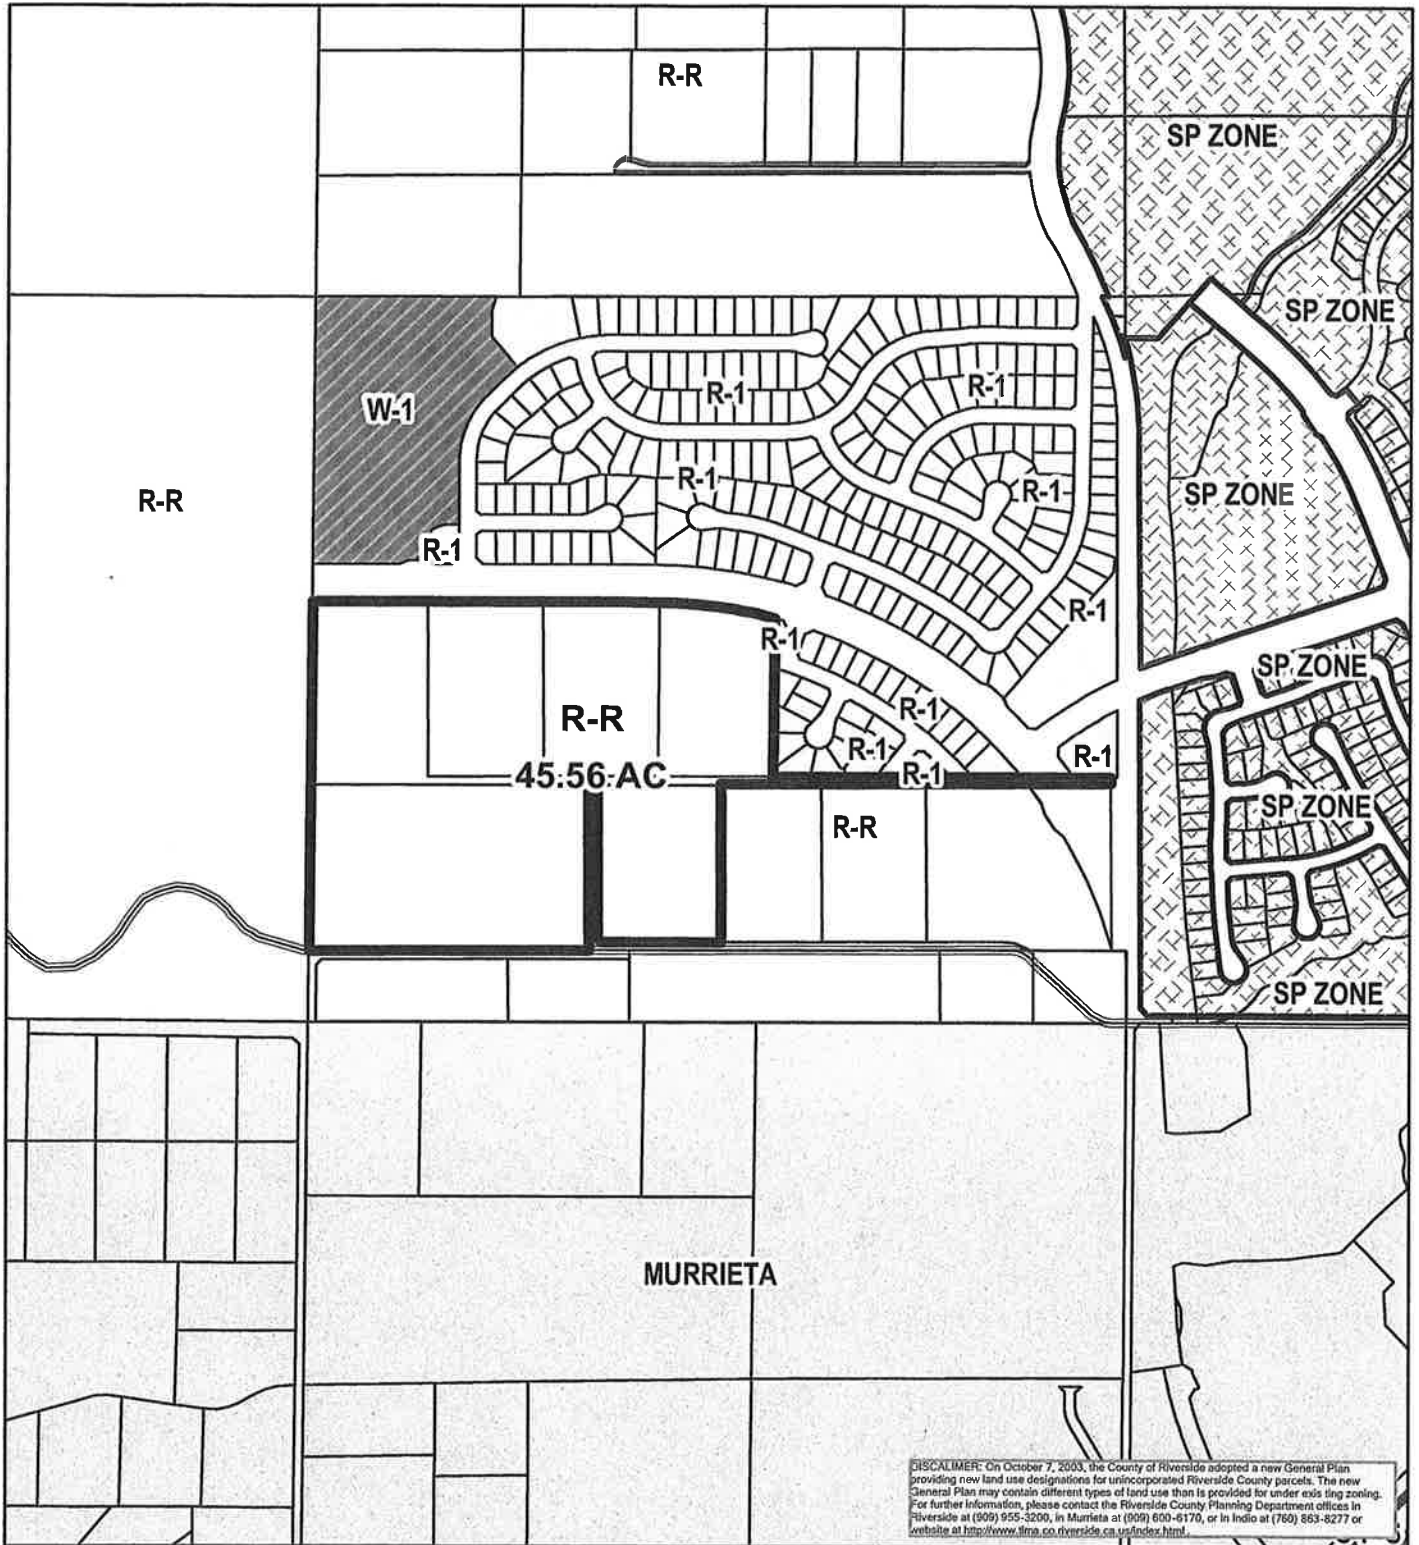 R-R
SP ZONE
SP ZONE
W-1
R-1
R-1
R-R
R-1
R-1
SP ZONE
R-1
R-1
R-1
SP ZONE
R-R
R-1
R-1
R-1
R-1
45.56 AC
SP ZONE
R-R
SP ZONE
MURRIETA
DISCALIMER: On October 7, 2003, the County of Riverside adopted a new General Plan
providing new land use designations for unincorporated Riverside County parcels. The new
General Plan may contain different types of land use than is provided for under exis ting zoning.
For further information, please contact the Riverside County Planning Department offices in
Riverside at (909) 955-3200, in Murrieta at (909) 600-6170, or in Indio at (760) 863-8277 or
website at http://www.tlma.co.riverside.ca.us/index.html.